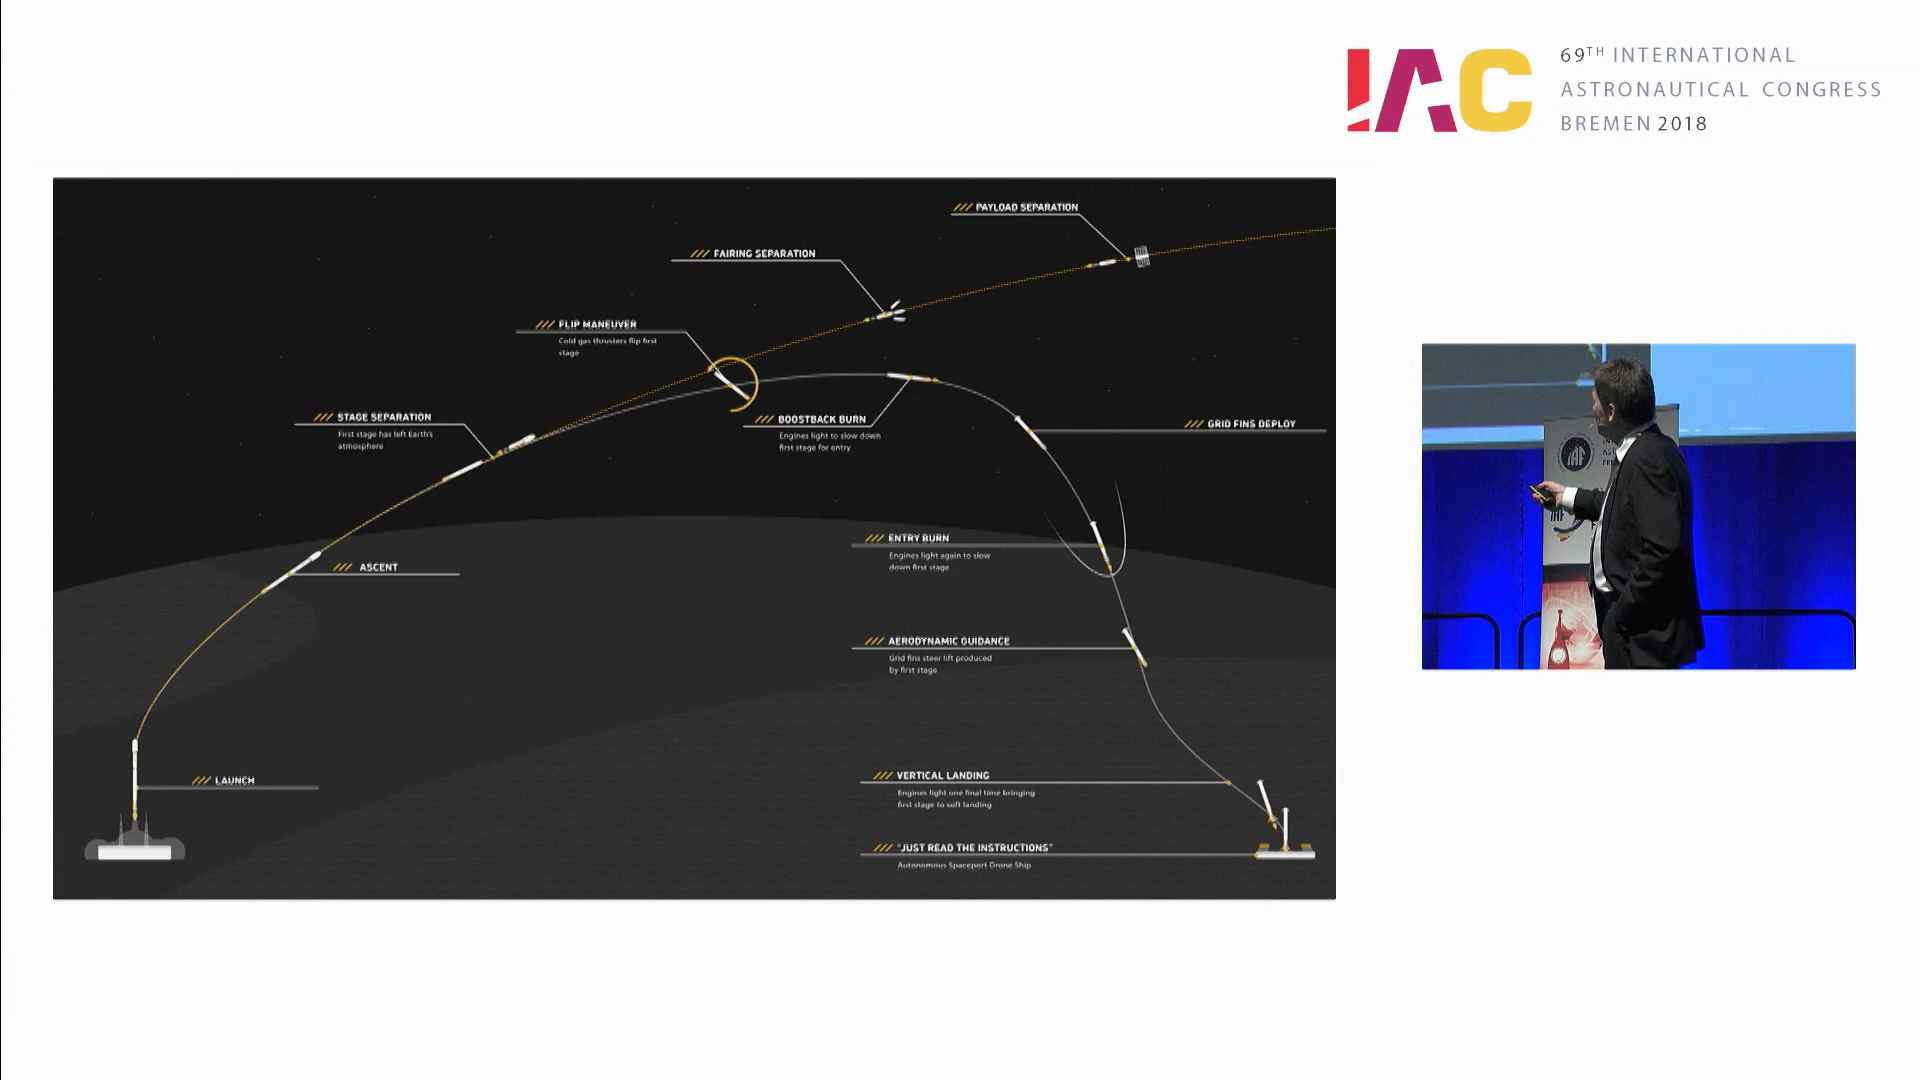 IAC
69TH INTERNATIONAL
ASTRONAUTICAL CONGRESS
BREMEN 2018
/// PAYLOAD SEPARATION
/// FAIRING SEPARATION
/// FLIP MANEUVER
Cold gas thrusters flip first
stage
/// STAGE SEPARATION
First stage has left Earth's
atmosphere
/// BOOSTBACK BURN
Engines light to slow down
first stage for entry
/// GRID FINS DEPLOY
/// ASCENT
/// ENTRY BURN
Engines light again to slow
down first stage
/// AERODYNAMIC GUIDANCE
Grid fins steer lift produced
by first stage
/// LAUNCH
/// VERTICAL LANDING
Engines light one final time bringing
first stage to soft landing
/// "JUST READ THE INSTRUCTIONS"
Autonomous Spaceport Drone Ship
IAF